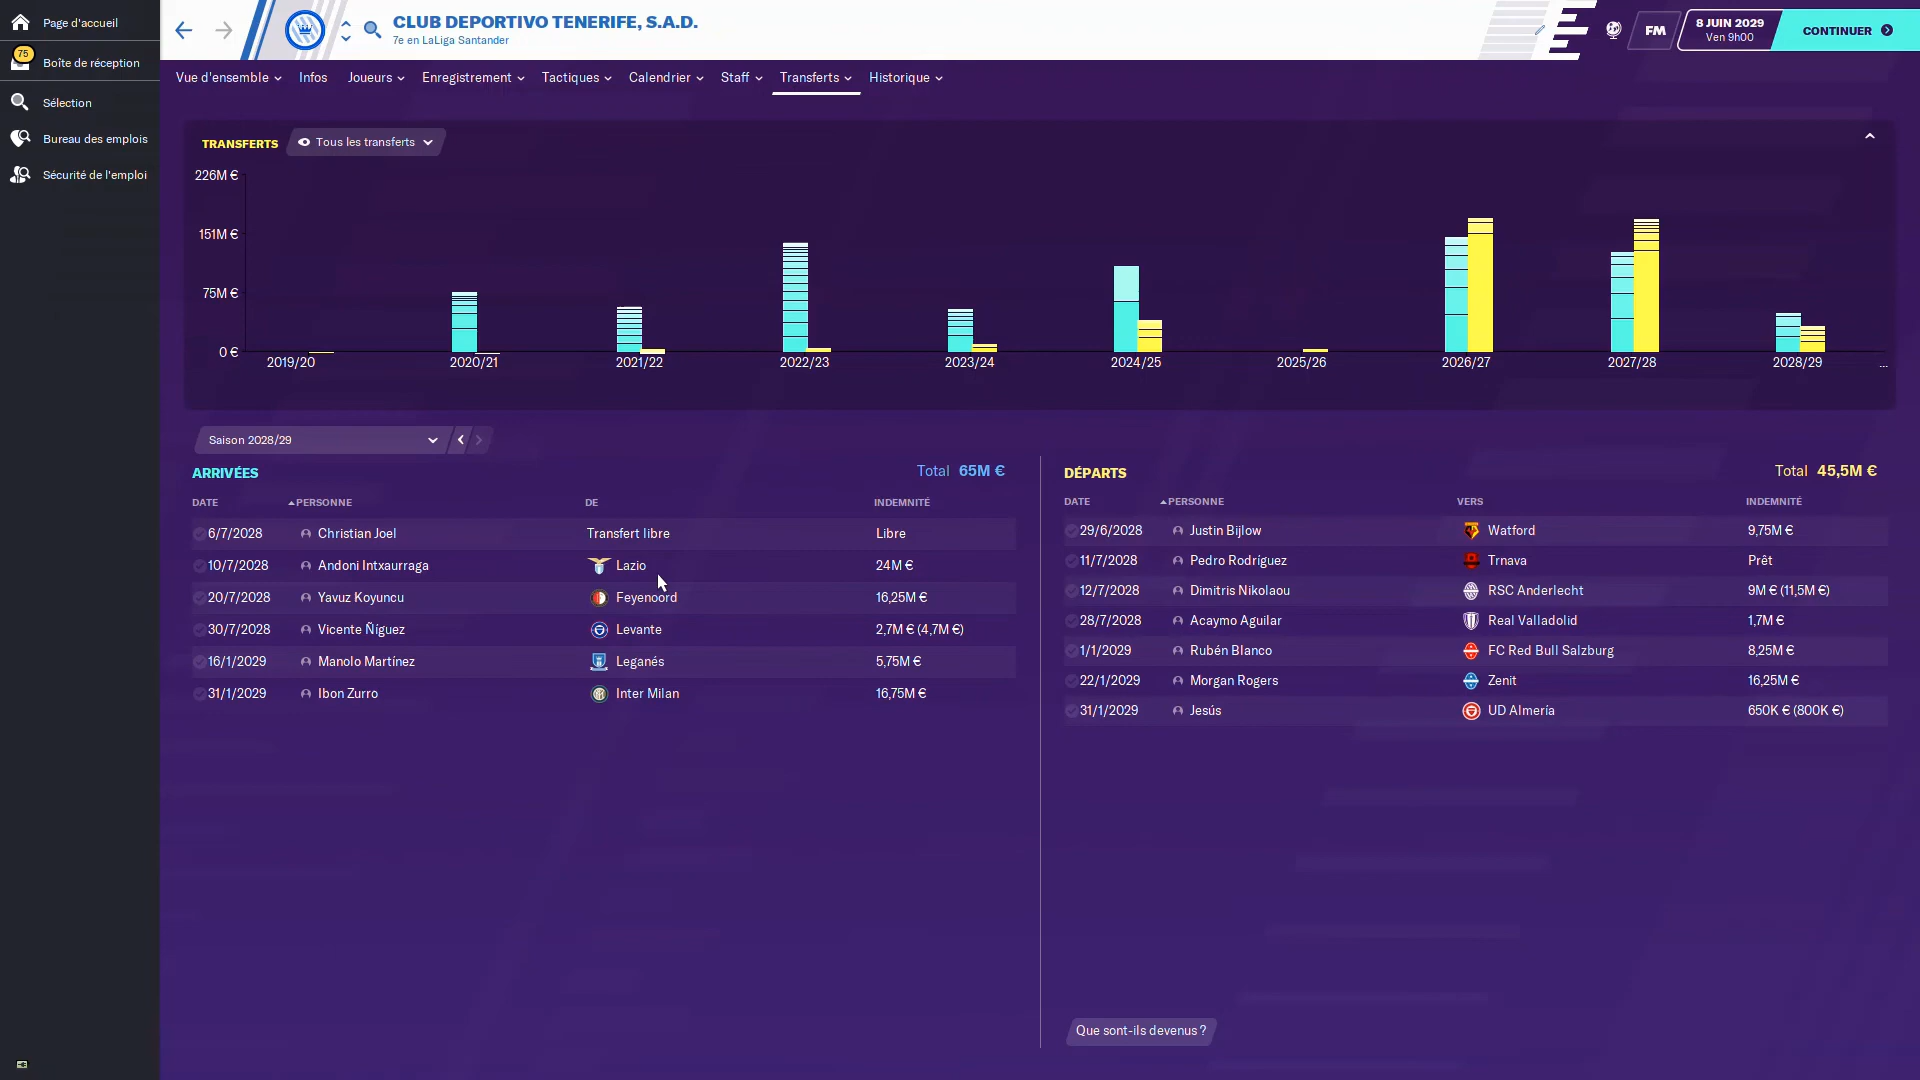 Page d'accueil
75
Boîte de réception
Sélection
Bureau des emplois
Sécurité de l'emploi
CLUB DEPORTIVO TENERIFE, S.A.D.
7e en LaLiga Santander
FM
8 JUIN 2029
Ven 9h00
CONTINUER
Vue d'ensemble
Infos
Joueurs
Enregistrement
Tactiques
Calendrier
Staff
Transferts
Historique
TRANSFERTS
Tous les transferts
226M €
151M €
75M €
0 €
2019/20
2020/21
2021/22
2022/23
2023/24
2024/25
2025/26
2026/27
2027/28
2028/29
...
Saison 2028/29
ARRIVÉES
Total 65M €
DATE PERSONNE DE INDEMNITÉ
6/7/2028 Christian Joel Transfert libre Libre
10/7/2028 Andoni Intxaurraga Lazio 24M €
20/7/2028 Yavuz Koyuncu Feyenoord 16,25M €
30/7/2028 Vicente Ñíguez Levante 2,7M € (4,7M €)
16/1/2029 Manolo Martínez Leganés 5,75M €
31/1/2029 Ibon Zurro Inter Milan 16,75M €
DÉPARTS
Total 45,5M €
DATE PERSONNE VERS INDEMNITÉ
29/6/2028 Justin Bijlow Watford 9,75M €
11/7/2028 Pedro Rodríguez Trnava Prêt
12/7/2028 Dimitris Nikolaou RSC Anderlecht 9M € (11,5M €)
28/7/2028 Acaymo Aguilar Real Valladolid 1,7M €
1/1/2029 Rubén Blanco FC Red Bull Salzburg 8,25M €
22/1/2029 Morgan Rogers Zenit 16,25M €
31/1/2029 Jesús UD Almería 650K € (800K €)
Que sont-ils devenus ?